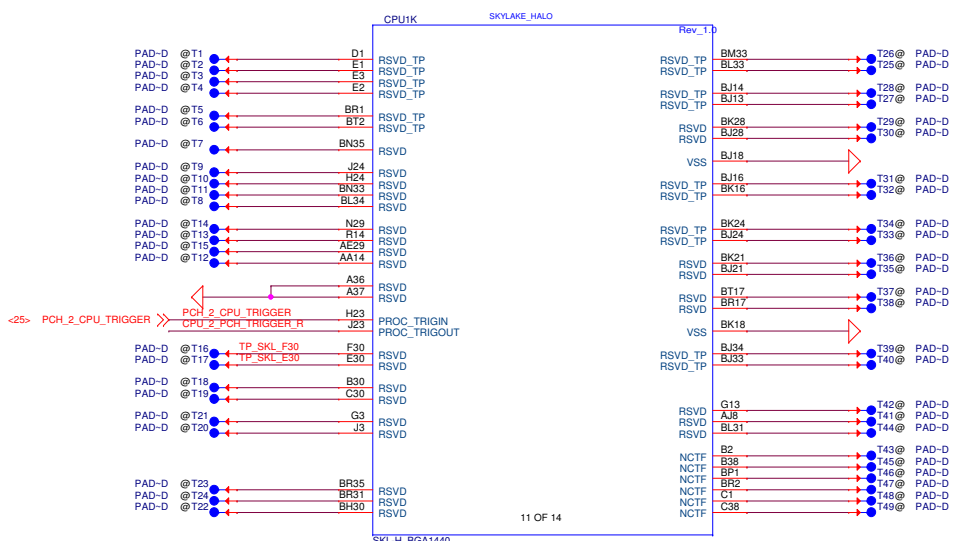 CPU1K
SKYLAKE_HALO
Rev_1.0
PAD~D @T1 D1 RSVD_TP
PAD~D @T2 E1 RSVD_TP
PAD~D @T3 E3 RSVD_TP
PAD~D @T4 E2 RSVD_TP
PAD~D @T5 BR1 RSVD_TP
PAD~D @T6 BT2 RSVD_TP
PAD~D @T7 BN35 RSVD
PAD~D @T9 J24 RSVD
PAD~D @T10 H24 RSVD
PAD~D @T11 BN33 RSVD
PAD~D @T8 BL34 RSVD
PAD~D @T14 N29 RSVD
PAD~D @T13 R14 RSVD
PAD~D @T15 AE29 RSVD
PAD~D @T12 AA14 RSVD
A36 RSVD
A37 RSVD
<25> PCH_2_CPU_TRIGGER PCH_2_CPU_TRIGGER H23 PROC_TRIGIN
CPU_2_PCH_TRIGGER_R J23 PROC_TRIGOUT
PAD~D @T16 TP_SKL_F30 F30 RSVD
PAD~D @T17 TP_SKL_E30 E30 RSVD
PAD~D @T18 B30 RSVD
PAD~D @T19 C30 RSVD
PAD~D @T21 G3 RSVD
PAD~D @T20 J3 RSVD
PAD~D @T23 BR35 RSVD
PAD~D @T24 BR31 RSVD
PAD~D @T22 BH30 RSVD
RSVD_TP BM33 T26@ PAD~D
RSVD_TP BL33 T25@ PAD~D
RSVD_TP BJ14 T28@ PAD~D
RSVD_TP BJ13 T27@ PAD~D
RSVD BK28 T29@ PAD~D
RSVD BJ28 T30@ PAD~D
VSS BJ18
RSVD_TP BJ16 T31@ PAD~D
RSVD_TP BK16 T32@ PAD~D
RSVD_TP BK24 T34@ PAD~D
RSVD_TP BJ24 T33@ PAD~D
RSVD BK21 T36@ PAD~D
RSVD BJ21 T35@ PAD~D
RSVD BT17 T37@ PAD~D
RSVD BR17 T38@ PAD~D
VSS BK18
RSVD_TP BJ34 T39@ PAD~D
RSVD_TP BJ33 T40@ PAD~D
RSVD G13 T42@ PAD~D
RSVD AJ8 T41@ PAD~D
RSVD BL31 T44@ PAD~D
NCTF B2 T43@ PAD~D
NCTF B38 T45@ PAD~D
NCTF BP1 T46@ PAD~D
NCTF BR2 T47@ PAD~D
NCTF C1 T48@ PAD~D
NCTF C38 T49@ PAD~D
11 OF 14
SKL_H_BGA1440